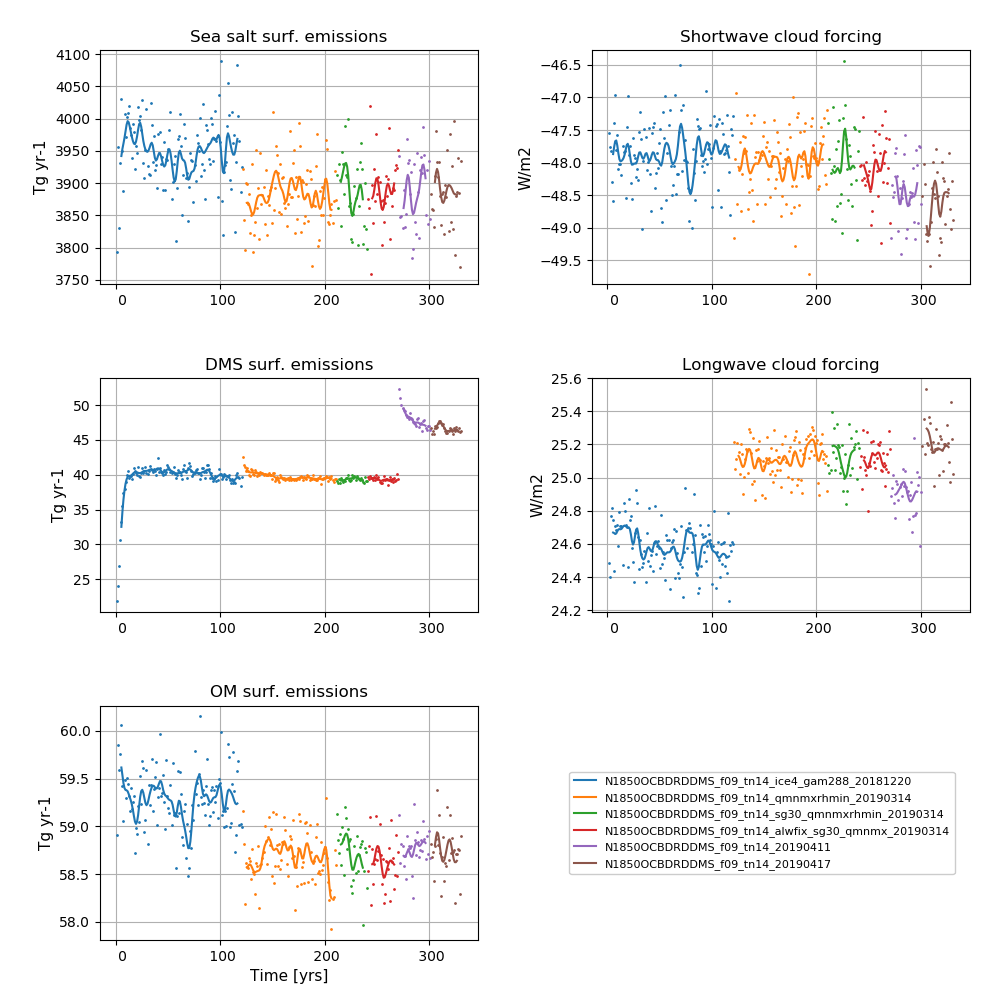 Sea salt surf. emissions
Shortwave cloud forcing
4100
4050
4000
3950
3900
3850
3800
3750
Tg yr-1
0 100 200 300
−46.5
−47.0
−47.5
−48.0
−48.5
−49.0
−49.5
W/m2
0 100 200 300
DMS surf. emissions
Longwave cloud forcing
50
45
40
35
30
25
Tg yr-1
0 100 200 300
25.6
25.4
25.2
25.0
24.8
24.6
24.4
24.2
W/m2
0 100 200 300
OM surf. emissions
60.0
59.5
59.0
58.5
58.0
Tg yr-1
0 100 200 300
Time [yrs]
N1850OCBDRDDMS_f09_tn14_ice4_gam288_20181220
N1850OCBDRDDMS_f09_tn14_qmnmxrhmin_20190314
N1850OCBDRDDMS_f09_tn14_sg30_qmnmxrhmin_20190314
N1850OCBDRDDMS_f09_tn14_alwfix_sg30_qmnmx_20190314
N1850OCBDRDDMS_f09_tn14_20190411
N1850OCBDRDDMS_f09_tn14_20190417